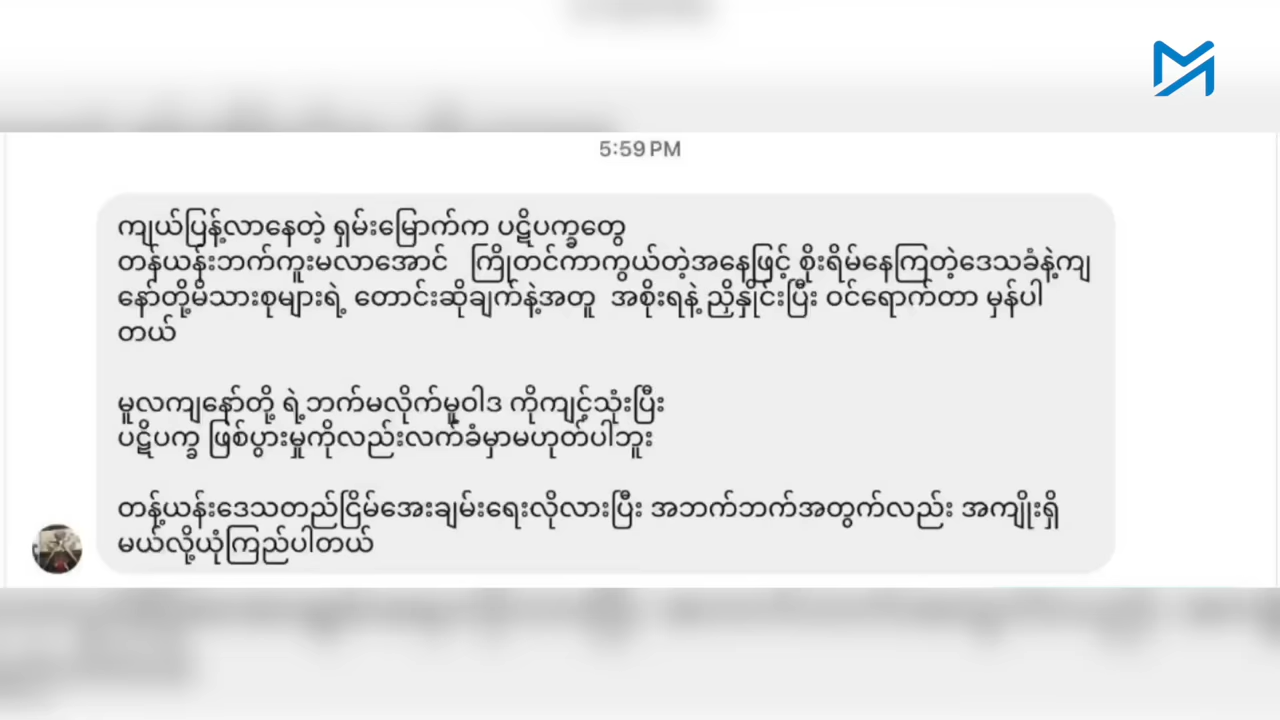 5:59 PM
ကျယ်ပြန့်လာနေတဲ့ ရှမ်းမြောက်က ပဋိပက္ခတွေ
တန့်ယန်းဘက်ကူးမလာအောင် ကြိုတင်ကာကွယ်တဲ့အနေဖြင့် စိုးရိမ်နေကြတဲ့ဒေသခံနဲ့ကျ
နော်တို့မိသားစုများရဲ့ တောင်းဆိုချက်နဲ့အတူ အစိုးရနဲ့ ညှိနှိုင်းပြီး ဝင်ရောက်တာ မှန်ပါ
တယ်
မူလကျနော်တို့ ရဲ့ဘက်မလိုက်မူဝါဒ ကိုကျင့်သုံးပြီး
ပဋိပက္ခ ဖြစ်ပွားမှုကိုလည်းလက်ခံမှာမဟုတ်ပါဘူး
တန့်ယန်းဒေသတည်ငြိမ်အေးချမ်းရေးလိုလားပြီး အဘက်ဘက်အတွက်လည်း အကျိုးရှိ
မယ်လို့ယုံကြည်ပါတယ်